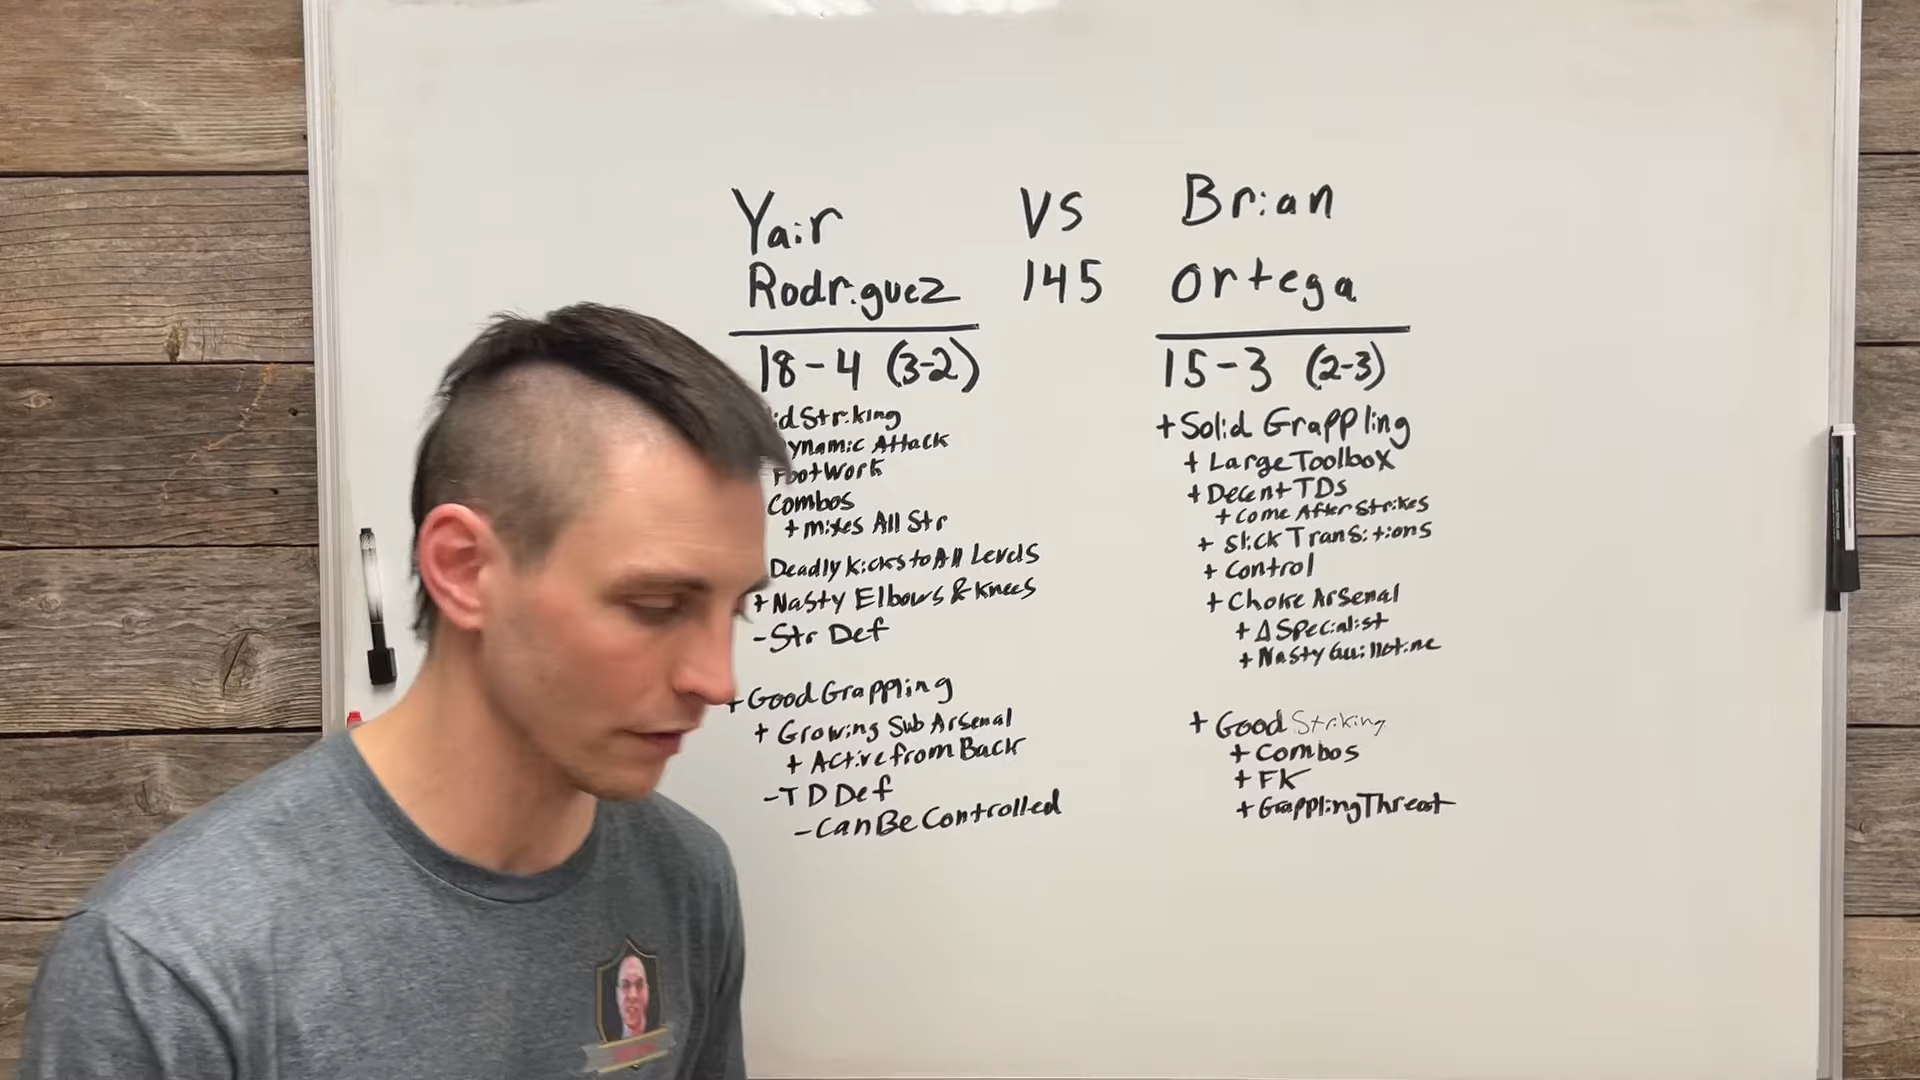 Yair VS Brian
Rodriguez 145 Ortega
18-4 (3-2)
id Striking
ynamic Attack
FootWork
Combos
+ mixes All Str
Deadly Kicks to All Levels
+ Nasty Elbows & Knees
- Str Def
+ Good Grappling
+ Growing Sub Arsenal
+ Active from Back
- TD Def
- Can Be Controlled
15-3 (2-3)
+ Solid Grappling
+ Large Toolbox
+ Decent TDs
+ Come After Strikes
+ Slick Transitions
+ Control
+ Choke Arsenal
+ Δ Specialist
+ Nasty Guillotine
+ Good Striking
+ Combos
+ FK
+ Grappling Threat